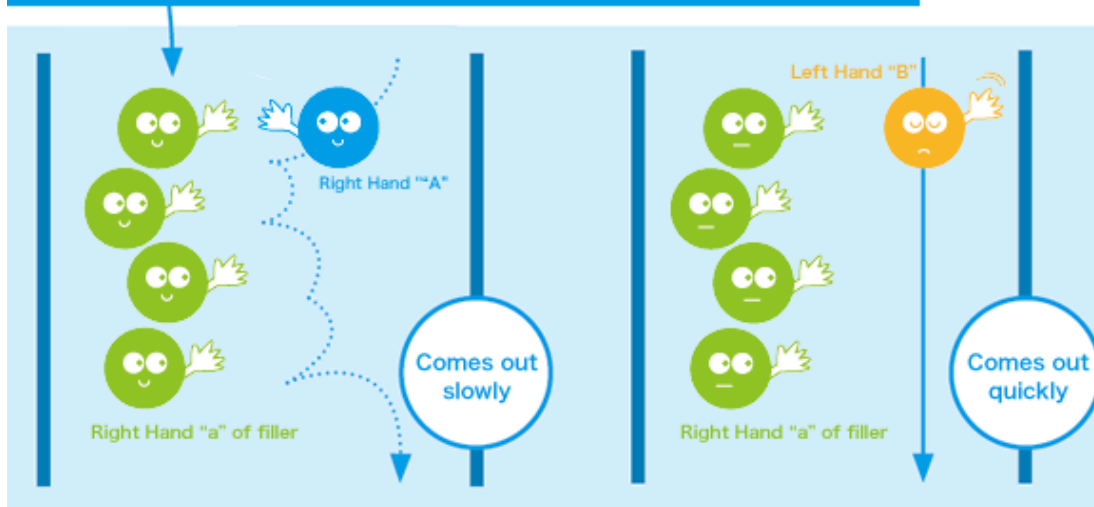 Right Hand "“A”
Comes out
slowly
Right Hand “a” of filler
Left Hand “B”
Comes out
quickly
Right Hand “a” of filler